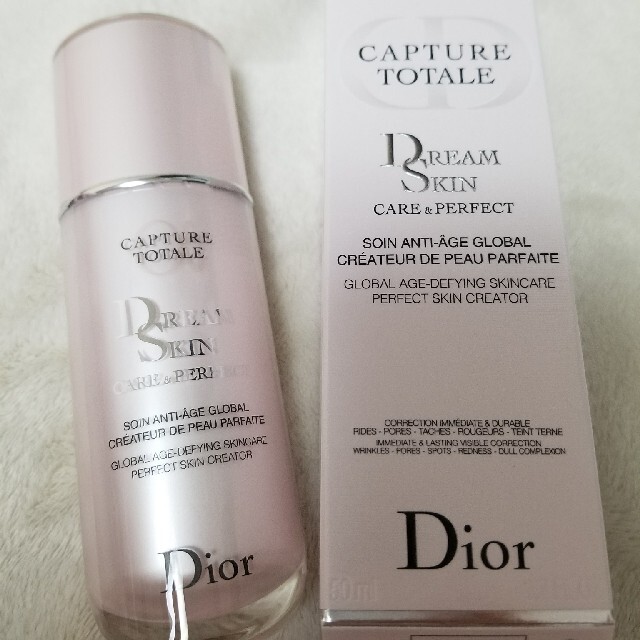 CAPTURE
TOTALE
DREAM
SKIN
CARE & PERFECT
SOIN ANTI-ÂGE GLOBAL
CRÉATEUR DE PEAU PARFAITE
GLOBAL AGE-DEFYING SKINCARE
PERFECT SKIN CREATOR
Dior
CAPTURE
TOTALE
DREAM
SKIN
CARE & PERFECT
SOIN ANTI-ÂGE GLOBAL
CRÉATEUR DE PEAU PARFAITE
GLOBAL AGE-DEFYING SKINCARE
PERFECT SKIN CREATOR
CORRECTION IMMÉDIATE & DURABLE
RIDES - PORES - TACHES - ROUGEURS - TEINT TERNE
IMMEDIATE & LASTING VISIBLE CORRECTION
WRINKLES - PORES - SPOTS - REDNESS - DULL COMPLEXION
Dior
50 ml